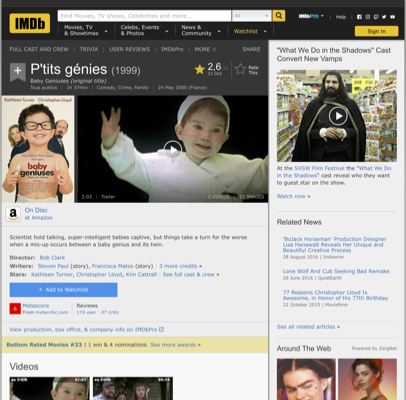 IMDb
Find Movies, TV shows, Celebrities and more...
All
Movies, TV & Showtimes
Celebs, Events & Photos
News & Community
Watchlist
IMDbPro
Help
Sign in
FULL CAST AND CREW | TRIVIA | USER REVIEWS | IMDbPro | MORE
SHARE
P'tits génies (1999)
Baby Geniuses (original title)
Tous publics | 1h 37min | Comedy, Crime, Family | 24 May 2000 (France)
2,6
Rate This
Kathleen Turner Christopher Lloyd
baby geniuses
2:03 | Trailer
2 VIDEOS
IMAGES
On Disc
at Amazon
Scientist hold talking, super-intelligent babies captive, but things take a turn for the worse when a mix-up occurs between a baby genius and its twin.
Director: Bob Clark
Writers: Steven Paul (story), Francisca Matos (story) | 3 more credits »
Stars: Kathleen Turner, Christopher Lloyd, Kim Cattrall | See full cast & crew »
+ Add to Watchlist
6
Metascore
From metacritic.com
Reviews
174 user | 47 critic
View production, box office, & company info on IMDbPro
Bottom Rated Movies #23 | 1 win & 4 nominations. See more awards »
Videos
"What We Do in the Shadows" Cast
Convert New Vamps
At the SXSW Film Festival the "What We Do
in the Shadows" cast reveal who they want
to guest star on the show.
Watch now »
Related News
'BoJack Horseman' Production Designer
Lisa Hanawalt Reveals Her Unique and
Beautiful Creative Process
28 August 2016 | Indiewire
Lone Wolf And Cub Seeking Bad Remake
29 June 2016 | QuietEarth
77 Reasons Christopher Lloyd Is
Awesome, in Honor of His 77th Birthday
22 October 2015 | Moviefone
See all related articles »
Around The Web
Powered by ZergNet